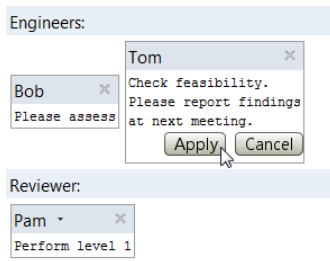 Engineers:
Tom
Check feasibility.
Please report findings
at next meeting.
Apply Cancel
Bob
Please assess
Reviewer:
Pam
Perform level 1